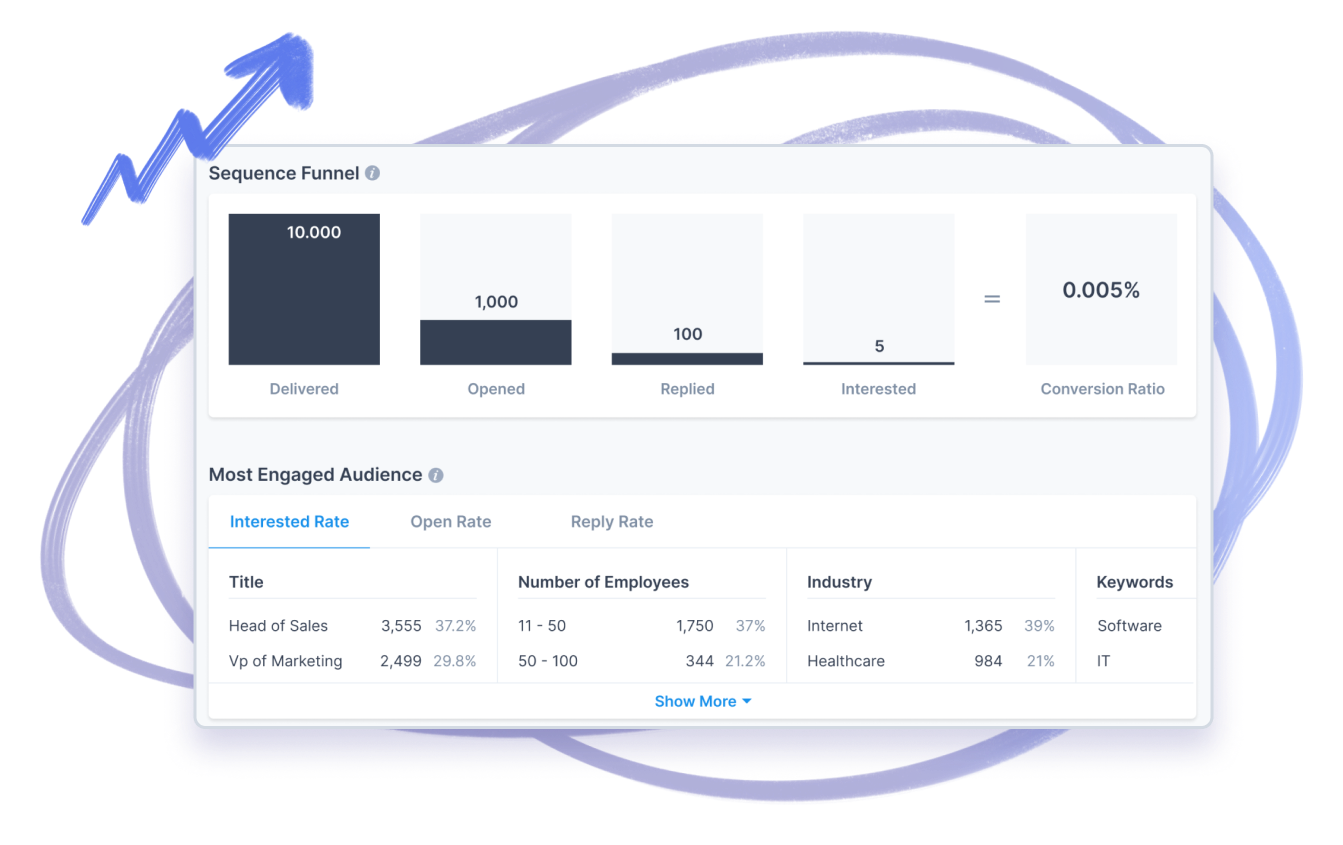 Sequence Funnel i
10.000
1,000
100
5
=
0.005%
Delivered
Opened
Replied
Interested
Conversion Ratio
Most Engaged Audience i
Interested Rate Open Rate Reply Rate
Title Number of Employees Industry Keywords
Head of Sales 3,555 37.2% 11 - 50 1,750 37% Internet 1,365 39% Software
Vp of Marketing 2,499 29.8% 50 - 100 344 21.2% Healthcare 984 21% IT
Show More